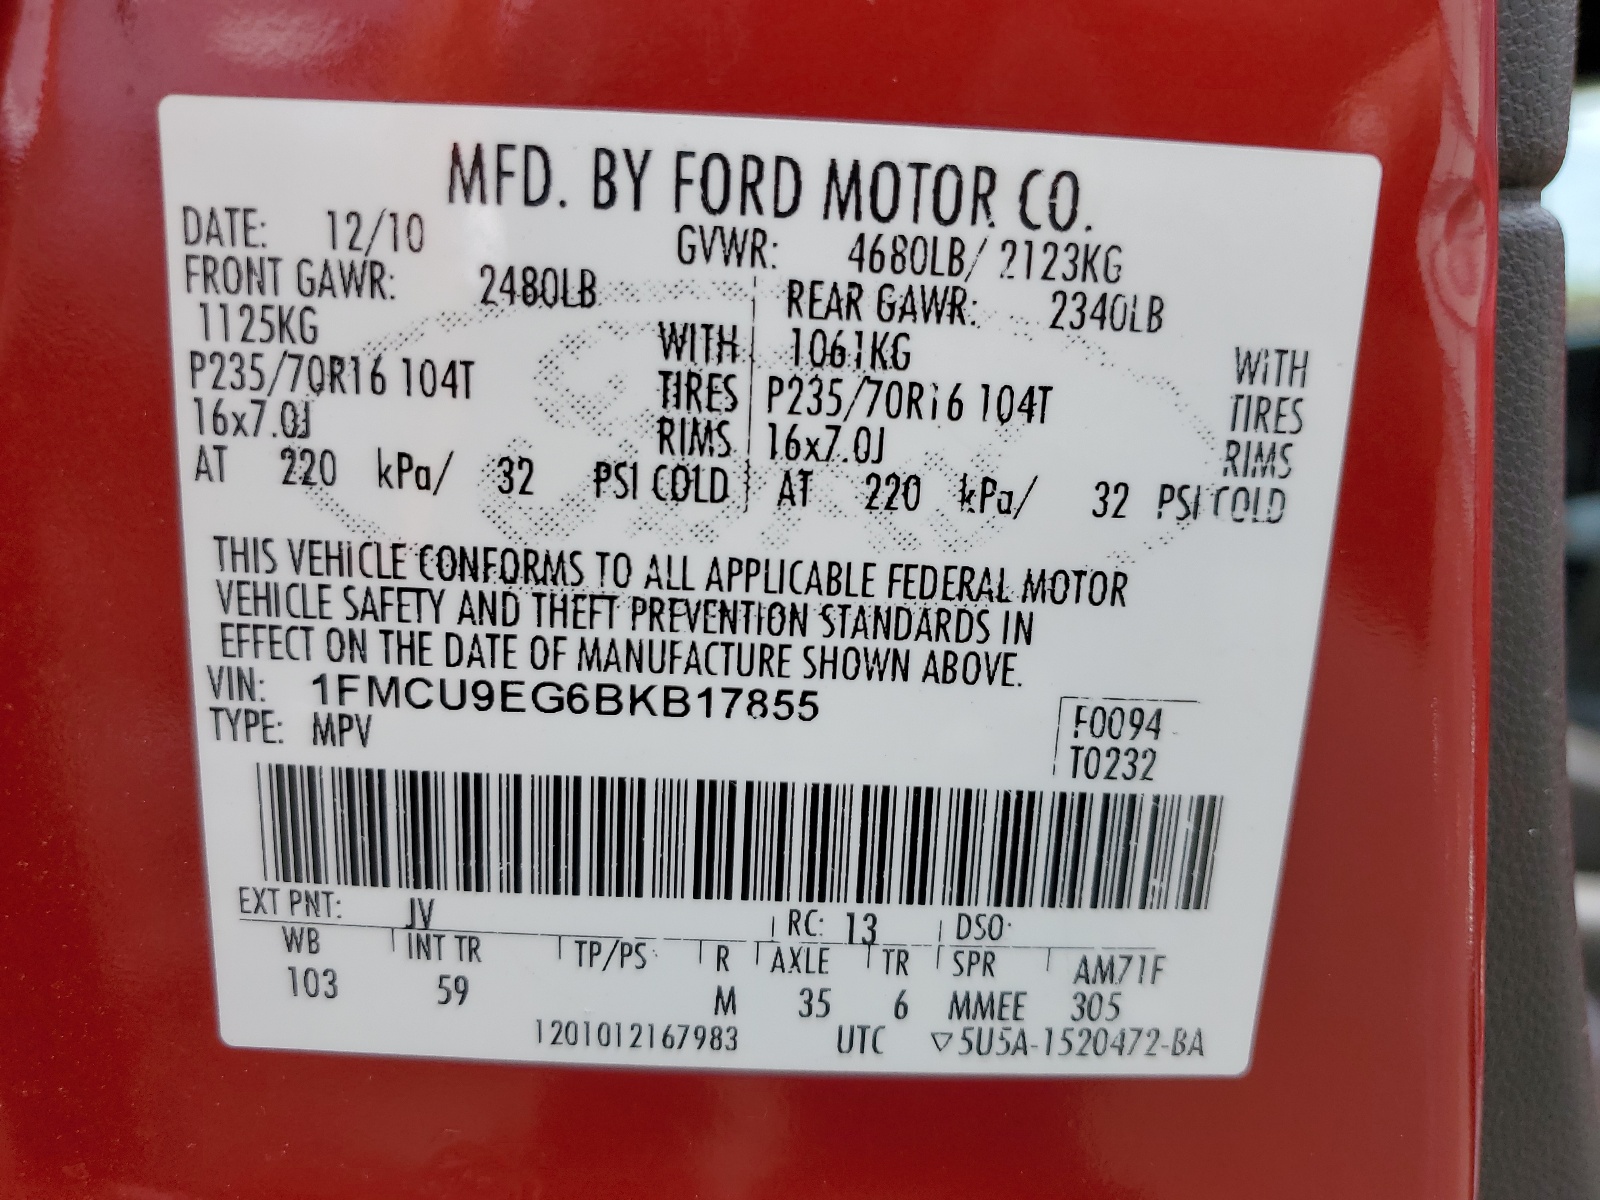 MFD. BY FORD MOTOR CO.
DATE: 12/10 GVWR: 4680LB/ 2123KG
FRONT GAWR: 2480LB REAR GAWR: 2340LB
1125KG WITH 1061KG WITH
P235/70R16 104T TIRES P235/70R16 104T TIRES
16x7.0J RIMS 16x7.0J RIMS
AT 220 kPa/ 32 PSI COLD AT 220 kPa/ 32 PSI COLD
THIS VEHICLE CONFORMS TO ALL APPLICABLE FEDERAL MOTOR
VEHICLE SAFETY AND THEFT PREVENTION STANDARDS IN
EFFECT ON THE DATE OF MANUFACTURE SHOWN ABOVE.
VIN: 1FMCU9EG6BKB17855
TYPE: MPV
F0094
T0232
EXT PNT: JV RC: 13 DSO:
WB INT TR TP/PS R AXLE TR SPR AM71F
103 59 M 35 6 MMEE 305
1201012167983 UTC ▽5U5A-1520472-BA